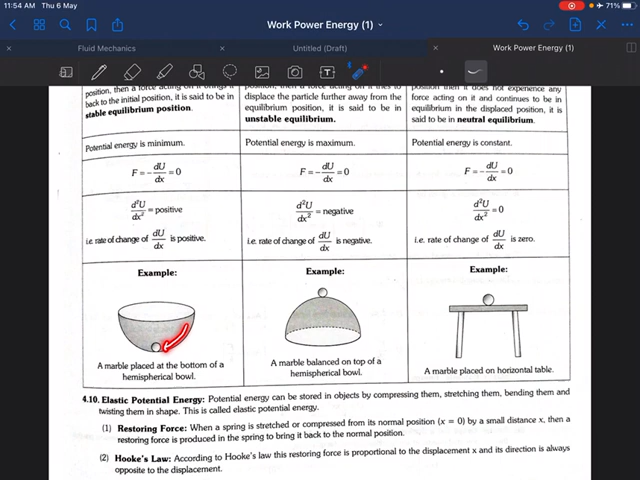 11:54 AM Thu 6 May
71%
Work Power Energy (1)
Fluid Mechanics
Untitled (Draft)
Work Power Energy (1)
position, then a force acting on it brings it back to the initial position, it is said to be in
stable equilibrium position.
displace the particle further away from the
equilibrium position, it is said to be in
unstable equilibrium.
position then it does not experience any
force acting on it and continues to be in
equilibrium in the displaced position, it is
said to be in neutral equilibrium.
Potential energy is minimum.
Potential energy is maximum.
Potential energy is constant.
F = - dU/dx = 0
F = - dU/dx = 0
F = - dU/dx = 0
d²U/dx² = positive
d²U/dx² = negative
d²U/dx² = 0
i.e. rate of change of dU/dx is positive.
i.e. rate of change of dU/dx is negative.
i.e. rate of change of dU/dx is zero.
Example:
Example:
Example:
A marble placed at the bottom of a
hemispherical bowl.
A marble balanced on top of a
hemispherical bowl.
A marble placed on horizontal table.
4.10. Elastic Potential Energy: Potential energy can be stored in objects by compressing them, stretching them, bending them and
twisting them in shape. This is called elastic potential energy.
(1) Restoring Force: When a spring is stretched or compressed from its normal position (x = 0) by a small distance x, then a
restoring force is produced in the spring to bring it back to the normal position.
(2) Hooke's Law: According to Hooke's law this restoring force is proportional to the displacement x and its direction is always
opposite to the displacement.